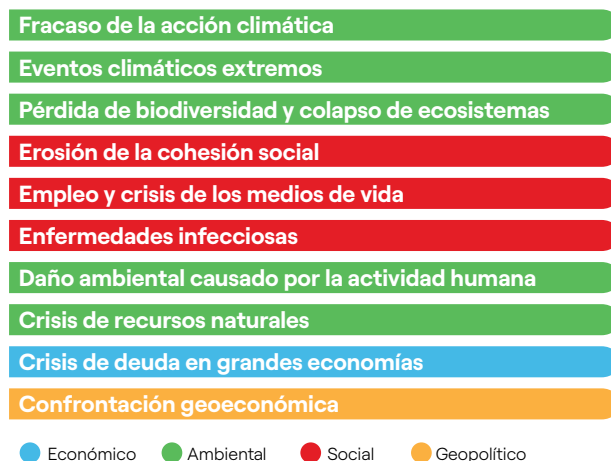 Fracaso de la acción climática
Eventos climáticos extremos
Pérdida de biodiversidad y colapso de ecosistemas
Erosión de la cohesión social
Empleo y crisis de los medios de vida
Enfermedades infecciosas
Daño ambiental causado por la actividad humana
Crisis de recursos naturales
Crisis de deuda en grandes economías
Confrontación geoeconómica
Económico Ambiental Social Geopolítico